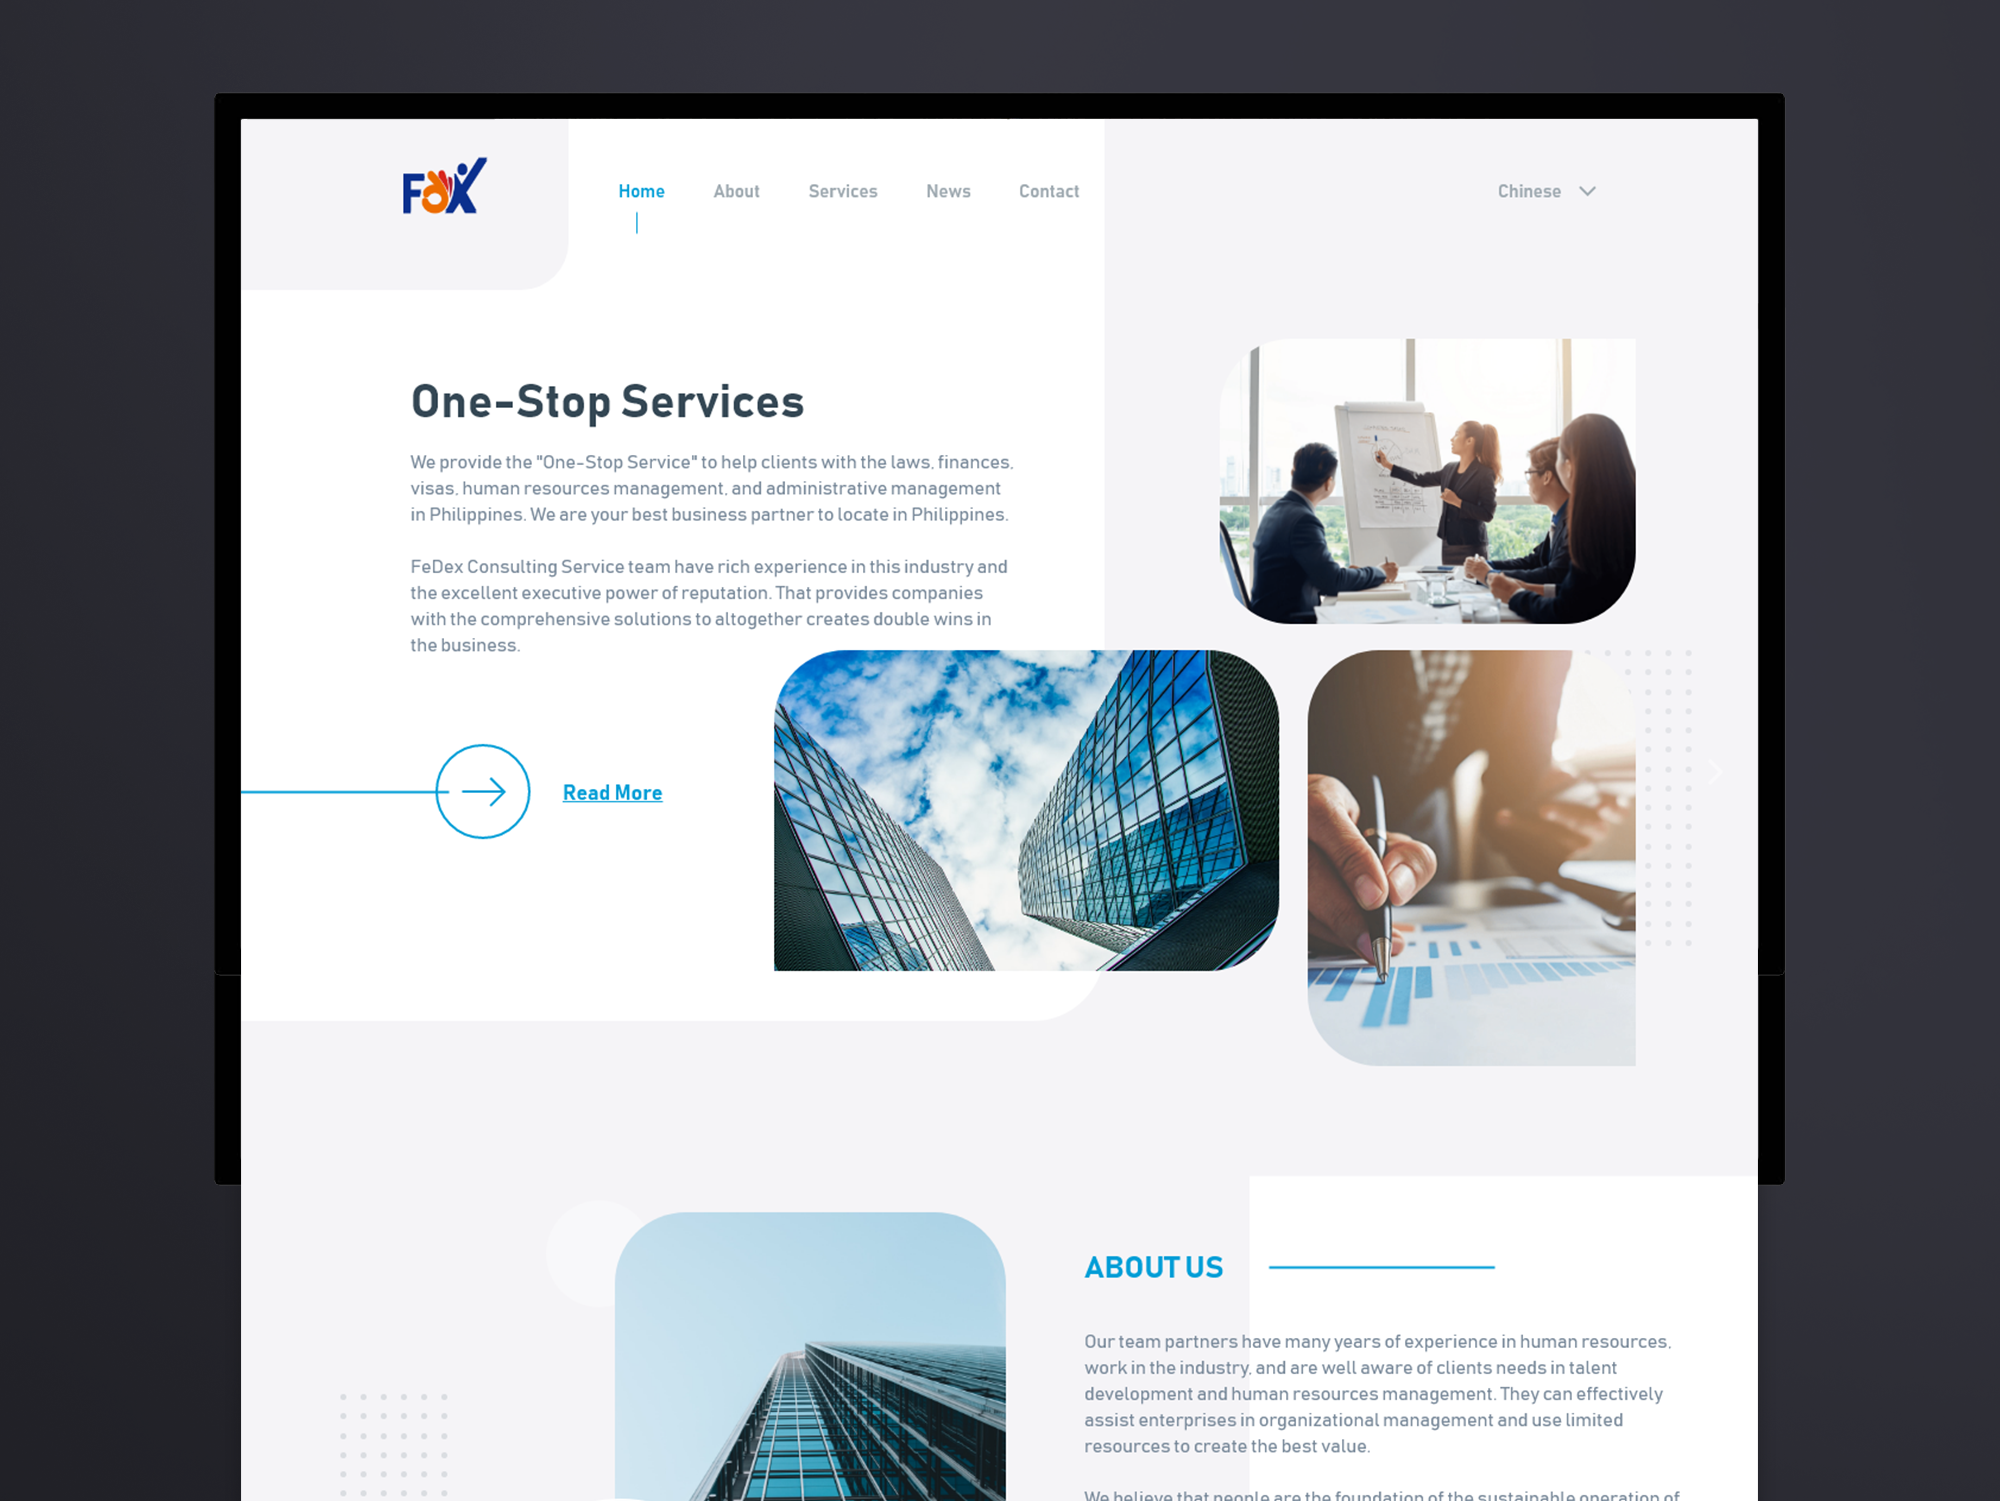 FOX
Home About Services News Contact Chinese
One-Stop Services
We provide the "One-Stop Service" to help clients with the laws, finances,
visas, human resources management, and administrative management
in Philippines. We are your best business partner to locate in Philippines.
FeDex Consulting Service team have rich experience in this industry and
the excellent executive power of reputation. That provides companies
with the comprehensive solutions to altogether creates double wins in
the business.
Read More
ABOUT US
Our team partners have many years of experience in human resources,
work in the industry, and are well aware of clients needs in talent
development and human resources management. They can effectively
assist enterprises in organizational management and use limited
resources to create the best value.
We believe that people are the foundation of the sustainable operation of